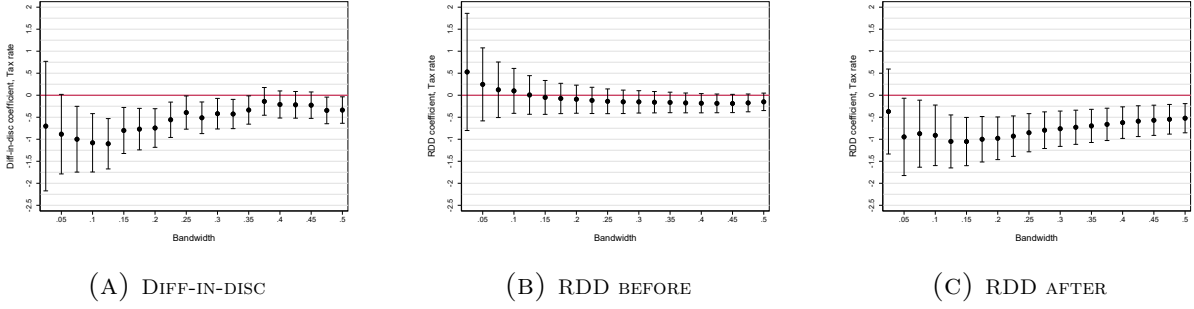 Diff-in-disc coefficient, Tax rate
2
1.5
1
.5
0
-.5
-1
-1.5
-2
-2.5
.05 .1 .15 .2 .25 .3 .35 .4 .45 .5
Bandwidth
(A) Diff-in-disc
RDD coefficient, Tax rate
2
1.5
1
.5
0
-.5
-1
-1.5
-2
-2.5
.05 .1 .15 .2 .25 .3 .35 .4 .45 .5
Bandwidth
(B) RDD before
RDD coefficient, Tax rate
2
1.5
1
.5
0
-.5
-1
-1.5
-2
-2.5
.05 .1 .15 .2 .25 .3 .35 .4 .45 .5
Bandwidth
(C) RDD after